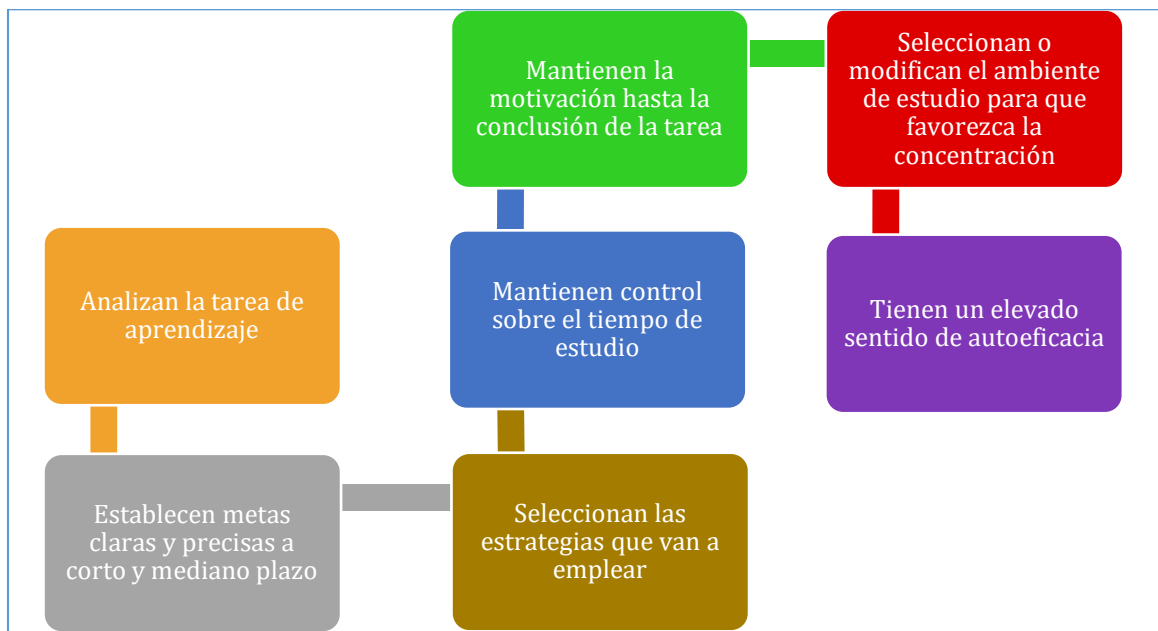 Analizan la tarea de
aprendizaje
Establecen metas
claras y precisas a
corto y mediano plazo
Seleccionan las
estrategias que van a
emplear
Mantienen control
sobre el tiempo de
estudio
Mantienen la
motivación hasta la
conclusión de la tarea
Seleccionan o
modifican el ambiente
de estudio para que
favorezca la
concentración
Tienen un elevado
sentido de autoeficacia